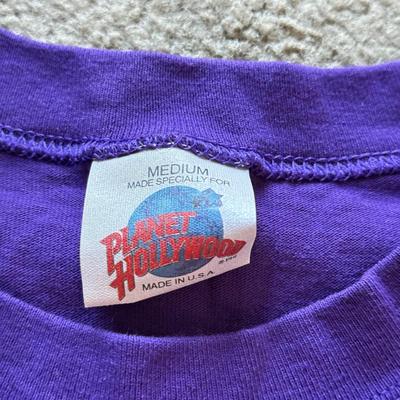 MEDIUM
MADE SPECIALLY FOR
PLANET
HOLLYWOOD
MADE IN U.S.A.